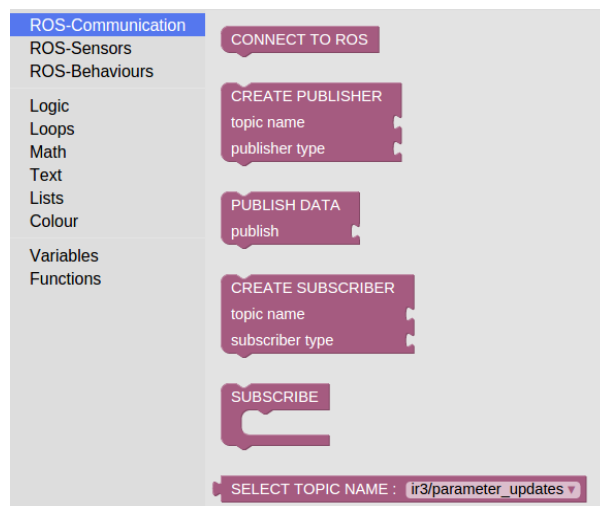 ROS-Communication
ROS-Sensors
ROS-Behaviours
Logic
Loops
Math
Text
Lists
Colour
Variables
Functions
CONNECT TO ROS
CREATE PUBLISHER
topic name
publisher type
PUBLISH DATA
publish
CREATE SUBSCRIBER
topic name
subscriber type
SUBSCRIBE
SELECT TOPIC NAME : ir3/parameter_updates